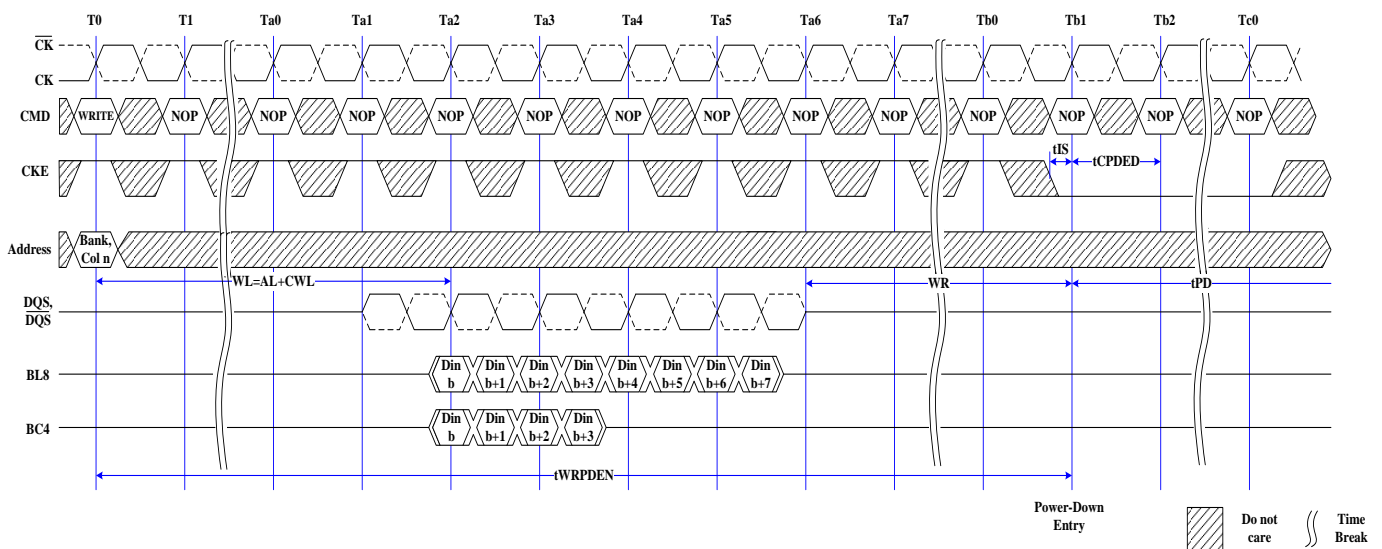 T0 T1 Ta0 Ta1 Ta2 Ta3 Ta4 Ta5 Ta6 Ta7 Tb0 Tb1 Tb2 Tc0
CK
CK
CMD WRITE NOP NOP NOP NOP NOP NOP NOP NOP NOP NOP NOP NOP NOP
tIS tCPDED
CKE
Address Bank,
Col n
WL=AL+CWL WR tPD
DQS,
DQS
BL8 Din Din Din Din Din Din Din Din
b b+1 b+2 b+3 b+4 b+5 b+6 b+7
BC4 Din Din Din Din
b b+1 b+2 b+3
tWRPDEN
Power-Down
Entry
Do not
care
Time
Break